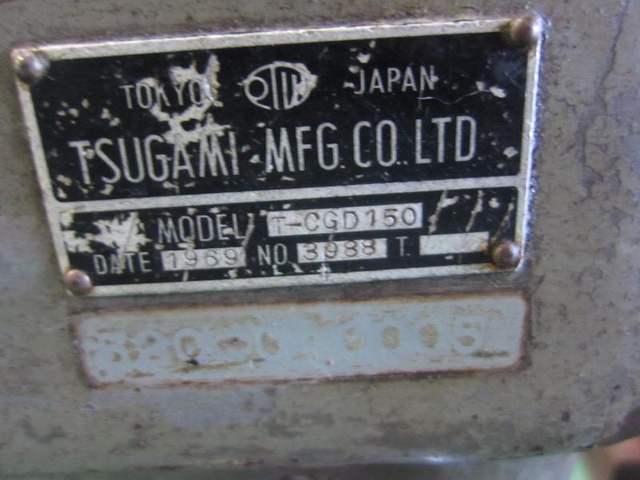 TOKYO JAPAN
TSUGAMI MFG. CO. LTD
MODEL T-CGD150
DATE 1969 NO. 3988 T.